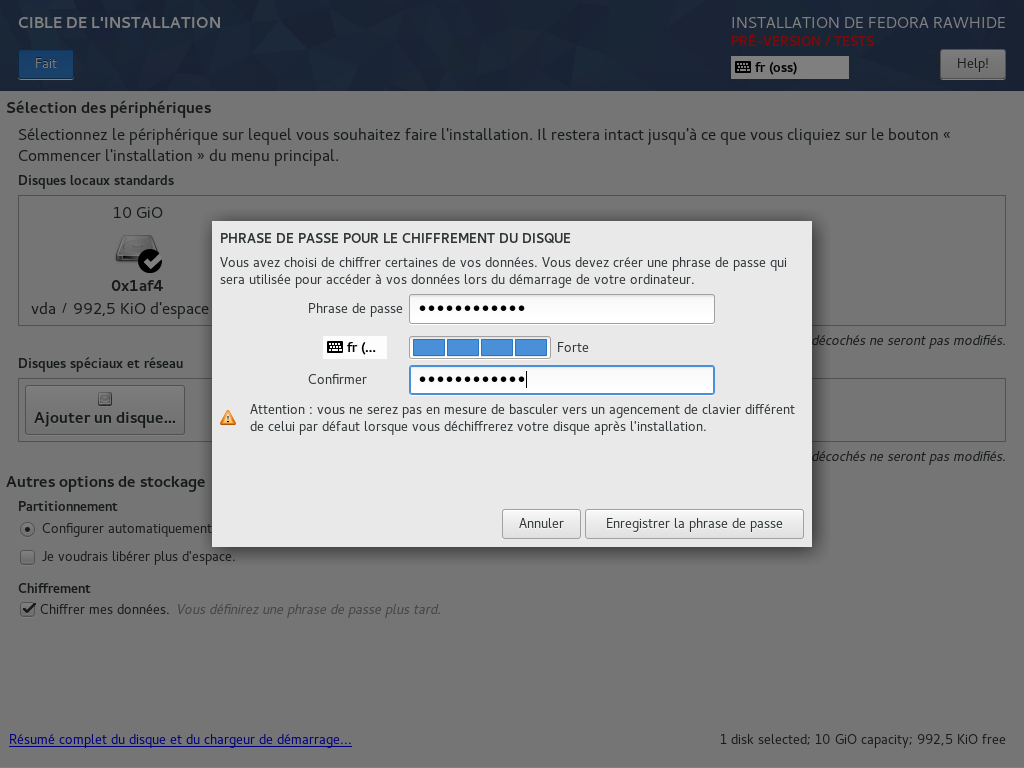 CIBLE DE L'INSTALLATION
INSTALLATION DE FEDORA RAWHIDE
PRÉ-VERSION / TESTS
Fait
fr (oss)
Help!
Sélection des périphériques
Sélectionnez le périphérique sur lequel vous souhaitez faire l'installation. Il restera intact jusqu'à ce que vous cliquiez sur le bouton «
Commencer l'installation » du menu principal.
Disques locaux standards
10 GiO
0x1af4
vda / 992,5 KiO d'espace
décochés ne seront pas modifiés.
PHRASE DE PASSE POUR LE CHIFFREMENT DU DISQUE
Vous avez choisi de chiffrer certaines de vos données. Vous devez créer une phrase de passe qui
sera utilisée pour accéder à vos données lors du démarrage de votre ordinateur.
Phrase de passe ••••••••••••
fr (...
Forte
Confirmer ••••••••••••
Attention : vous ne serez pas en mesure de basculer vers un agencement de clavier différent
de celui par défaut lorsque vous déchiffrerez votre disque après l'installation.
Annuler
Enregistrer la phrase de passe
Disques spéciaux et réseau
Ajouter un disque...
décochés ne seront pas modifiés.
Autres options de stockage
Partitionnement
Configurer automatiquement
Je voudrais libérer plus d'espace.
Chiffrement
Chiffrer mes données. Vous définirez une phrase de passe plus tard.
Résumé complet du disque et du chargeur de démarrage...
1 disk selected; 10 GiO capacity; 992,5 KiO free